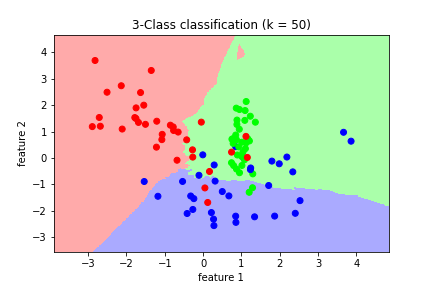 3-Class classification (k = 50)
4
3
2
1
0
−1
−2
−3
feature 2
−3 −2 −1 0 1 2 3 4
feature 1